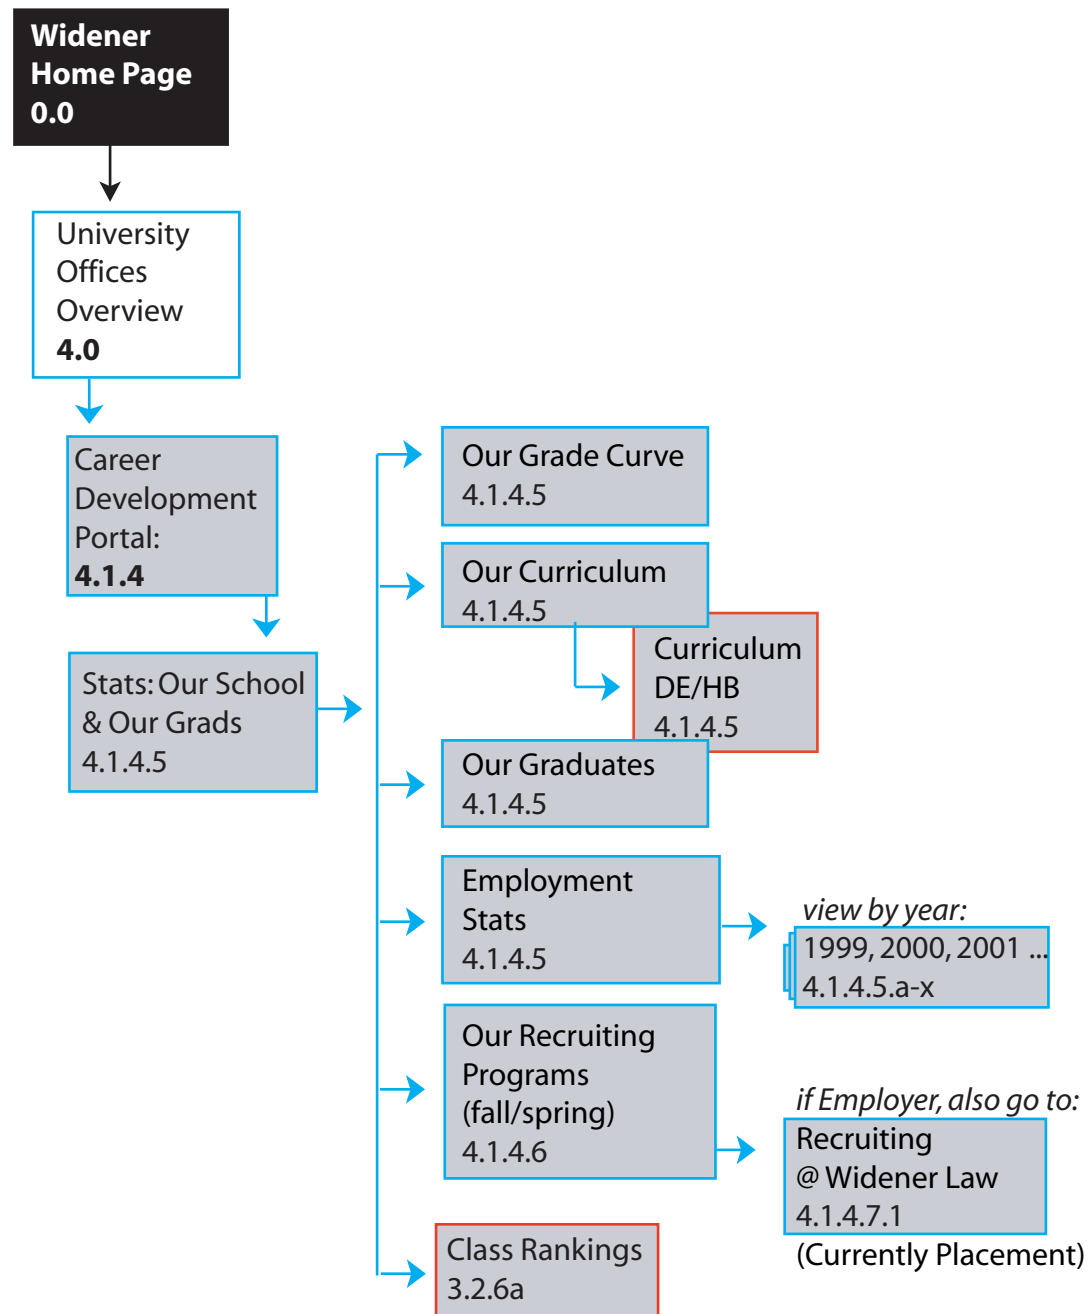 Widener
Home Page
0.0
University
Offices
Overview
4.0
Career
Development
Portal:
4.1.4
Stats: Our School
& Our Grads
4.1.4.5
Our Grade Curve
4.1.4.5
Our Curriculum
4.1.4.5
Curriculum
DE/HB
4.1.4.5
Our Graduates
4.1.4.5
Employment
Stats
4.1.4.5
view by year:
1999, 2000, 2001 ...
4.1.4.5.a-x
Our Recruiting
Programs
(fall/spring)
4.1.4.6
if Employer, also go to:
Recruiting
@ Widener Law
4.1.4.7.1
(Currently Placement)
Class Rankings
3.2.6a